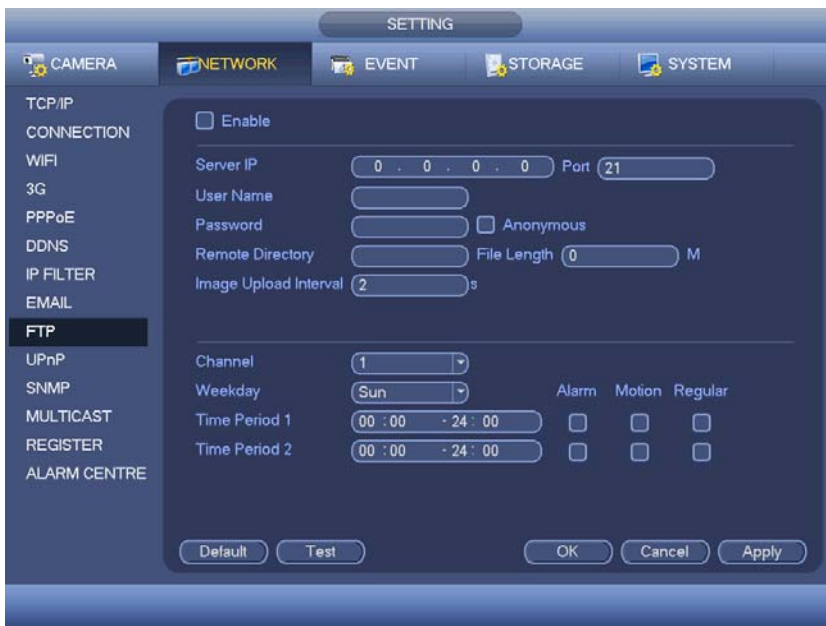 SETTING
CAMERA NETWORK EVENT STORAGE SYSTEM
TCP/IP
CONNECTION
WIFI
3G
PPPoE
DDNS
IP FILTER
EMAIL
FTP
UPnP
SNMP
MULTICAST
REGISTER
ALARM CENTRE
Enable
Server IP 0 . 0 . 0 . 0 Port 21
User Name
Password Anonymous
Remote Directory File Length 0 M
Image Upload Interval 2 s
Channel 1
Weekday Sun Alarm Motion Regular
Time Period 1 00 :00 - 24 : 00
Time Period 2 00 :00 - 24 : 00
Default Test OK Cancel Apply